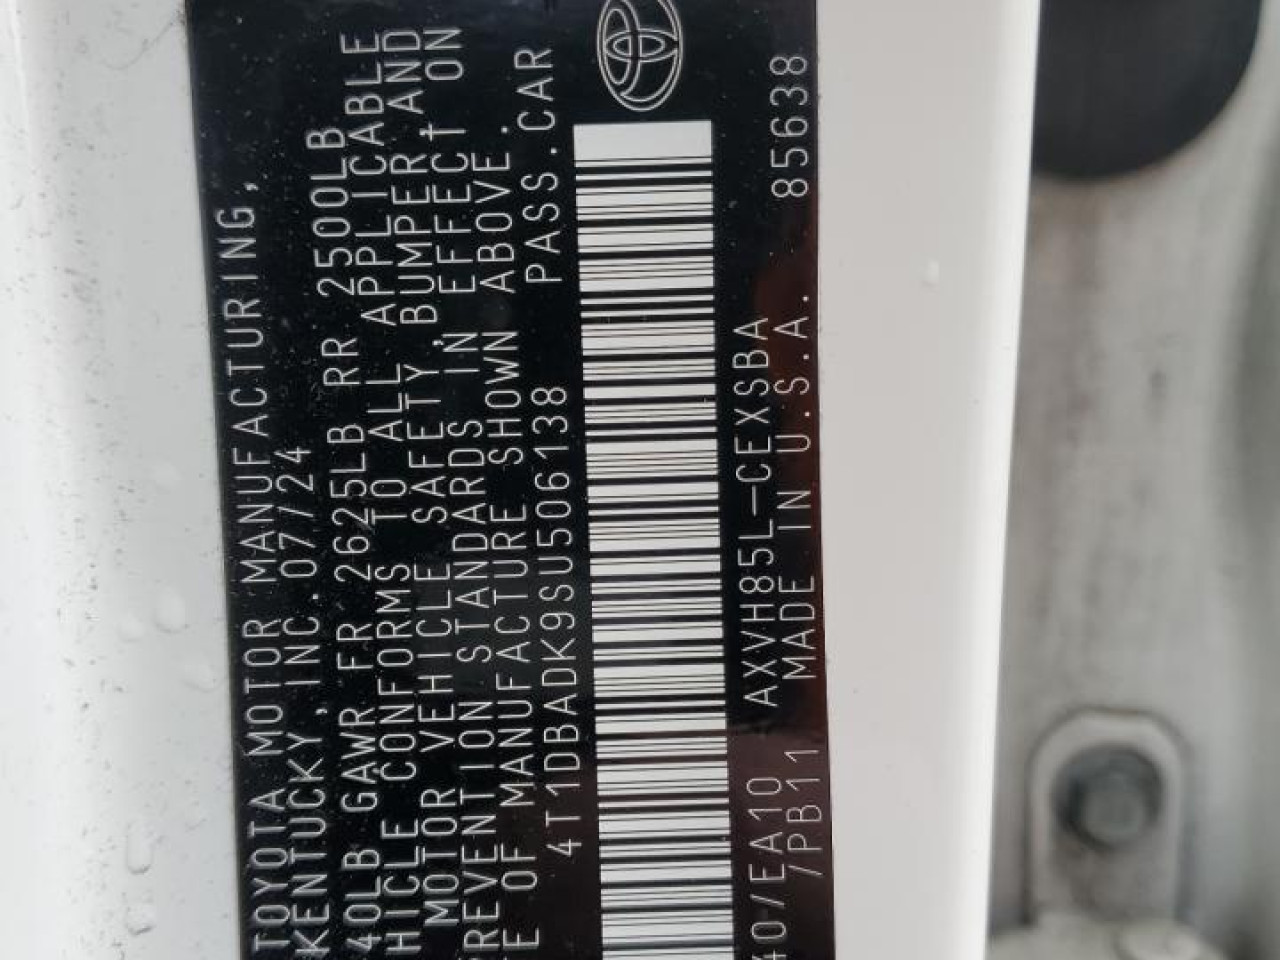 TOYOTA MOTOR MANUFACTURING,
KENTUCKY, INC. 07/24
40LB GAWR FR 2625LB RR 2500LB
HICLE CONFORMS TO ALL APPLICABLE
MOTOR VEHICLE SAFETY, BUMPER AND
PREVENTION STANDARDS IN EFFECT ON
E OF MANUFACTURE SHOWN ABOVE.
4T1DBADK9SU506138 PASS.CAR
40/EA10 AXVH85L-CEXSBA
/PB11 MADE IN U.S.A. 85638